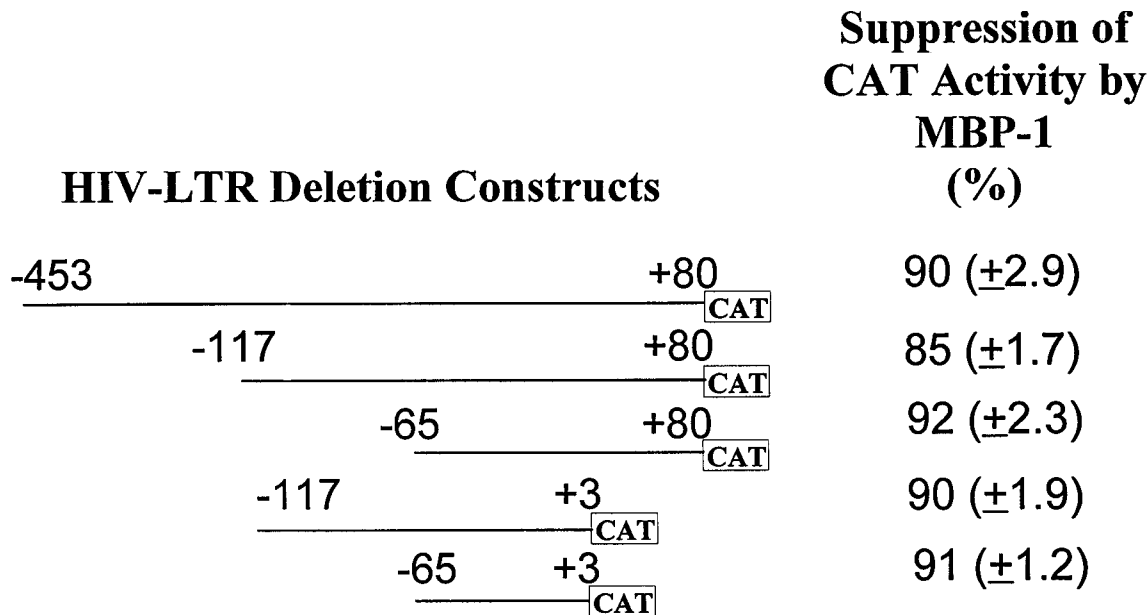 Suppression of
CAT Activity by
MBP-1
(%)
HIV-LTR Deletion Constructs
-453 +80 90 (±2.9)
CAT
-117 +80 85 (±1.7)
CAT
-65 +80 92 (±2.3)
CAT
-117 +3 90 (±1.9)
CAT
-65 +3 91 (±1.2)
CAT